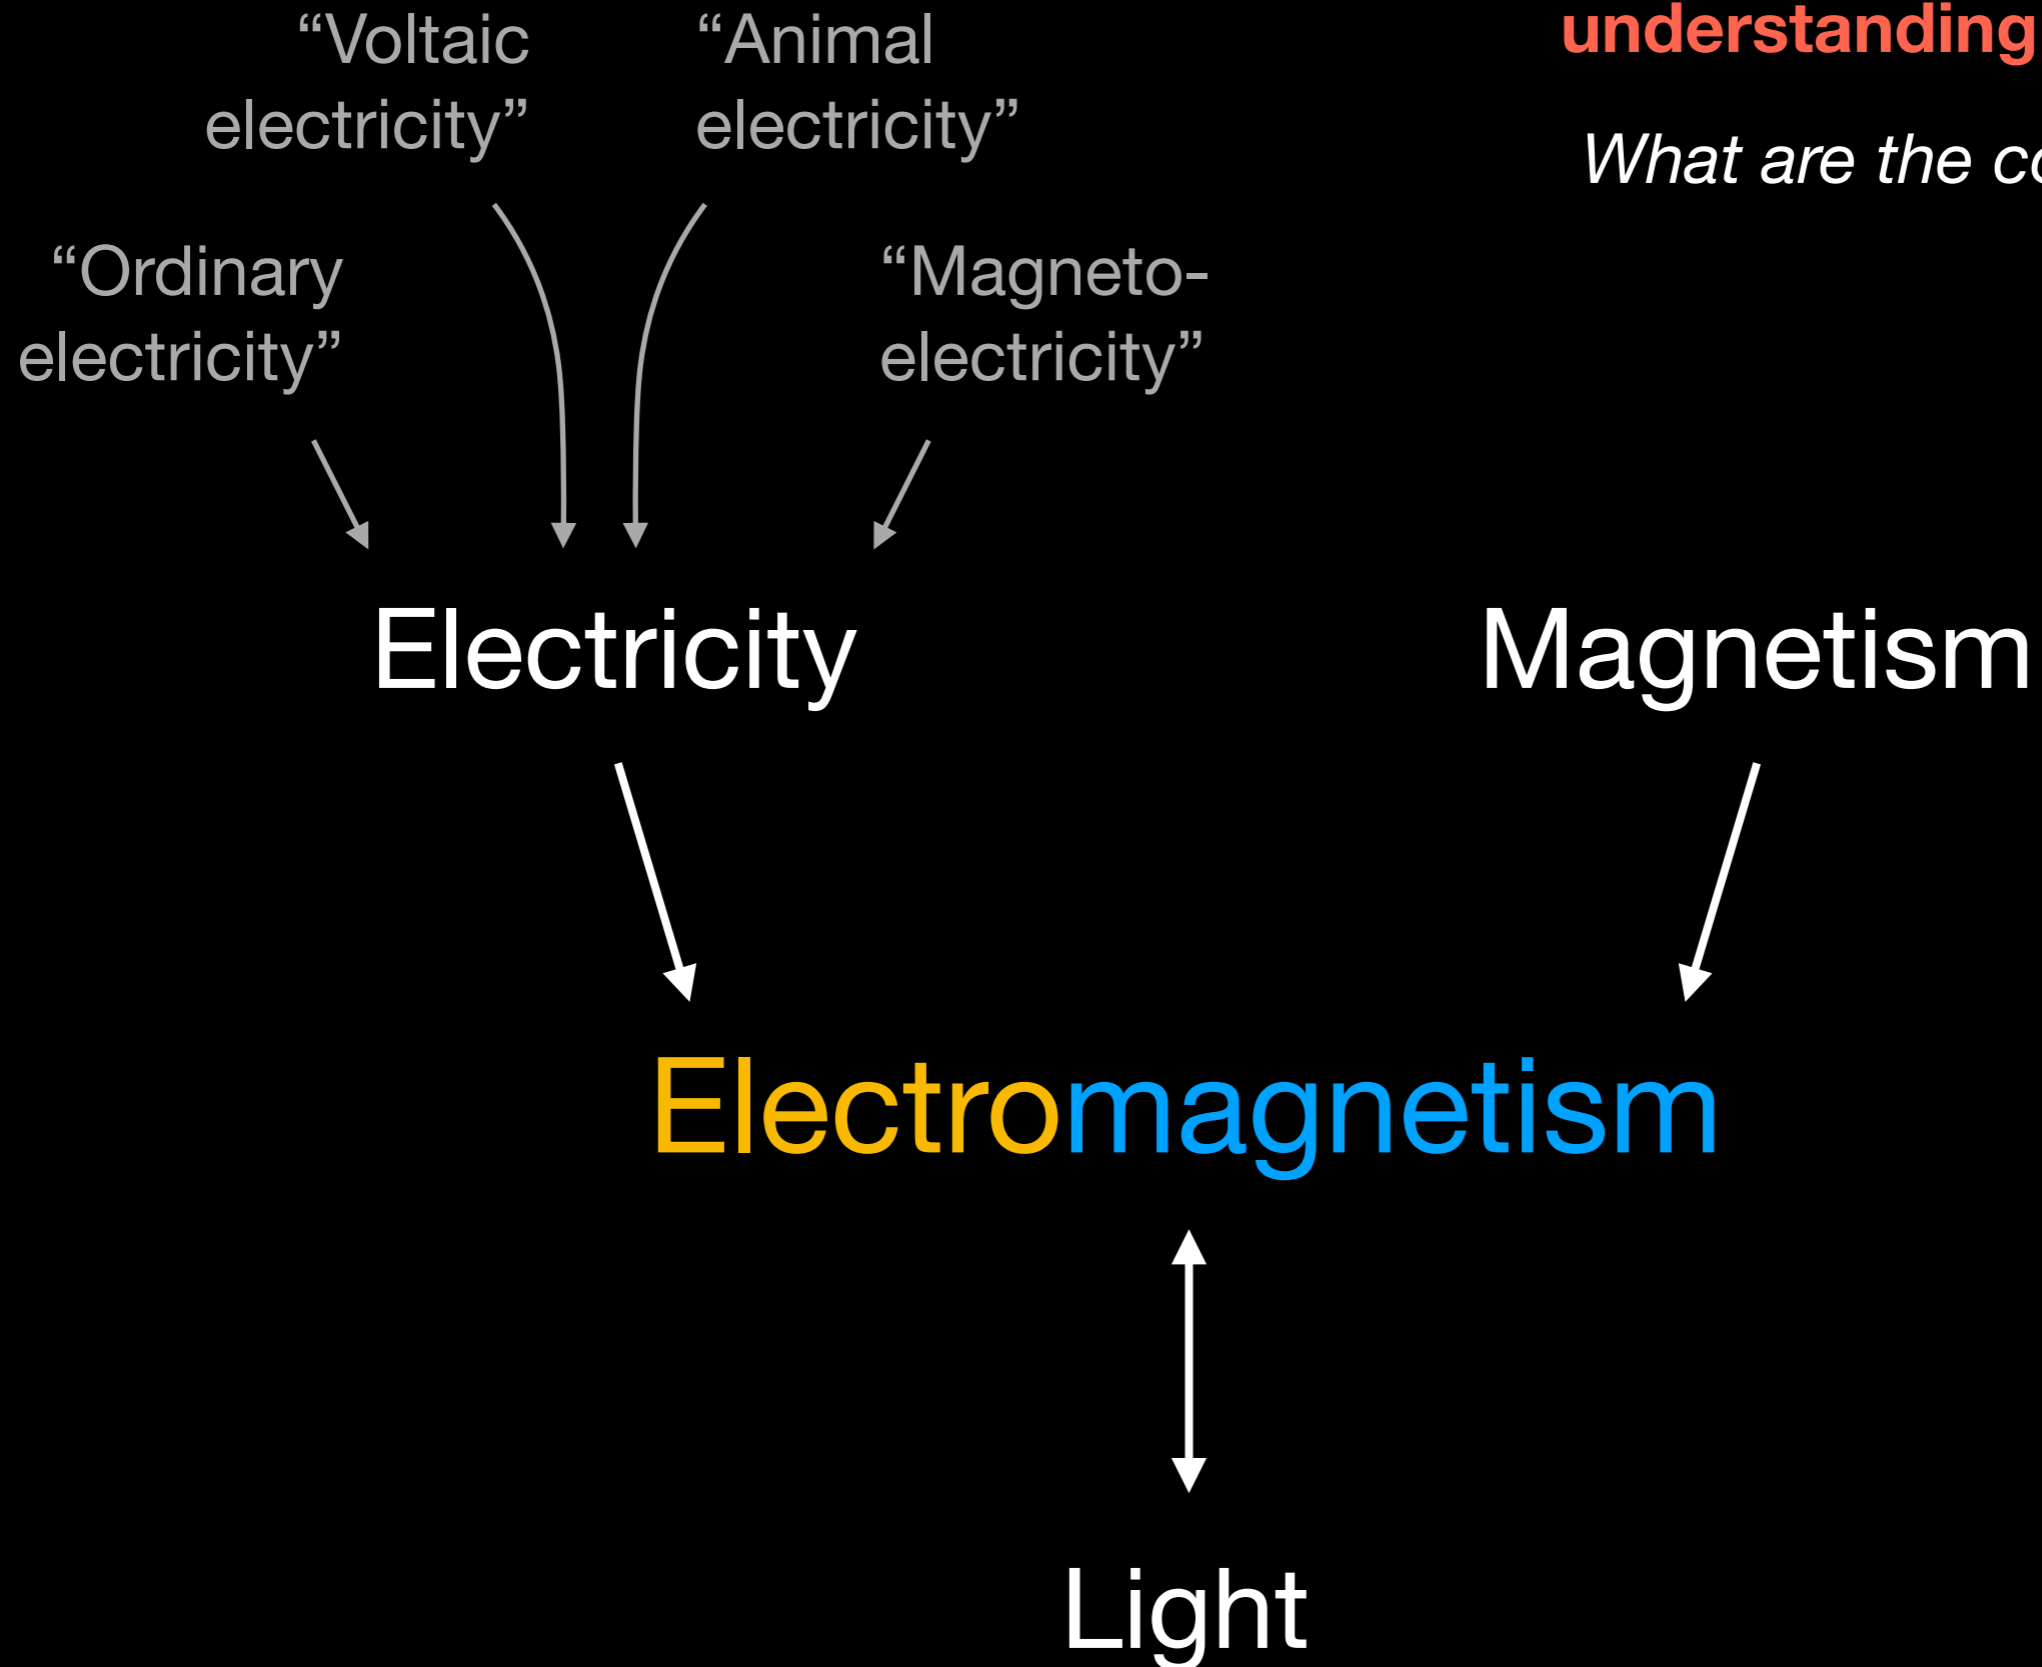 “Voltaic
electricity”
“Animal
electricity”
understanding
What are the
“Ordinary
electricity”
“Magneto-
electricity”
Electricity
Magnetism
Electromagnetism
Light